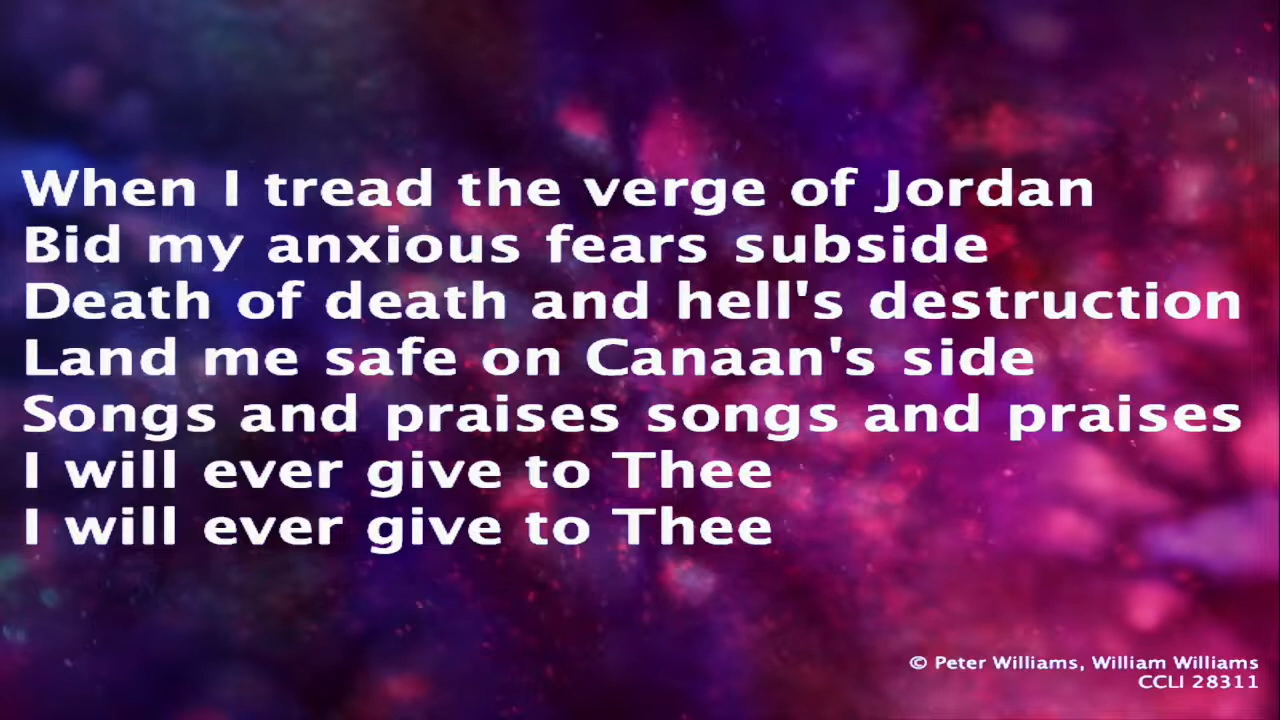 When I tread the verge of Jordan
Bid my anxious fears subside
Death of death and hell's destruction
Land me safe on Canaan's side
Songs and praises songs and praises
I will ever give to Thee
I will ever give to Thee
© Peter Williams, William Williams
CCLI 28311